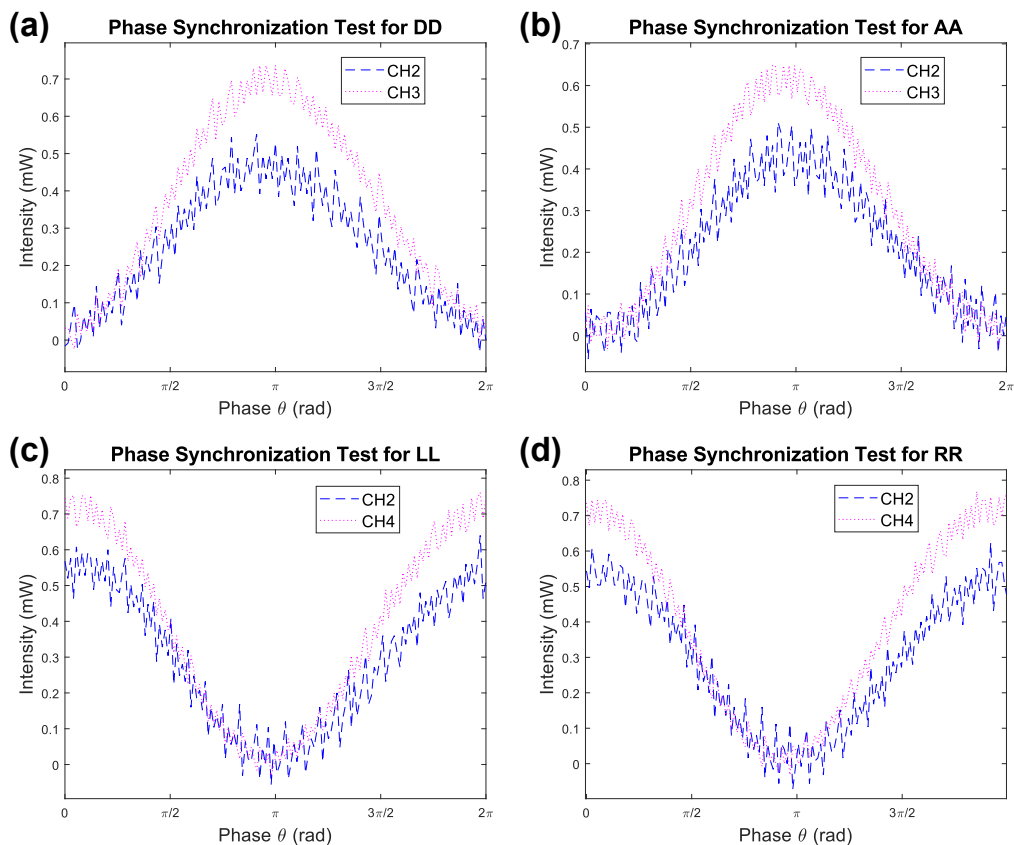 (a)
Phase Synchronization Test for DD
CH2
CH3
0.7
0.6
0.5
0.4
0.3
0.2
0.1
0
Intensity (mW)
0
π/2
π
3π/2
2π
Phase θ (rad)
(b)
Phase Synchronization Test for AA
CH2
CH3
0.7
0.6
0.5
0.4
0.3
0.2
0.1
0
Intensity (mW)
0
π/2
π
3π/2
2π
Phase θ (rad)
(c)
Phase Synchronization Test for LL
CH2
CH4
0.8
0.7
0.6
0.5
0.4
0.3
0.2
0.1
0
Intensity (mW)
0
π/2
π
3π/2
2π
Phase θ (rad)
(d)
Phase Synchronization Test for RR
CH2
CH4
0.8
0.7
0.6
0.5
0.4
0.3
0.2
0.1
0
Intensity (mW)
0
π/2
π
3π/2
Phase θ (rad)